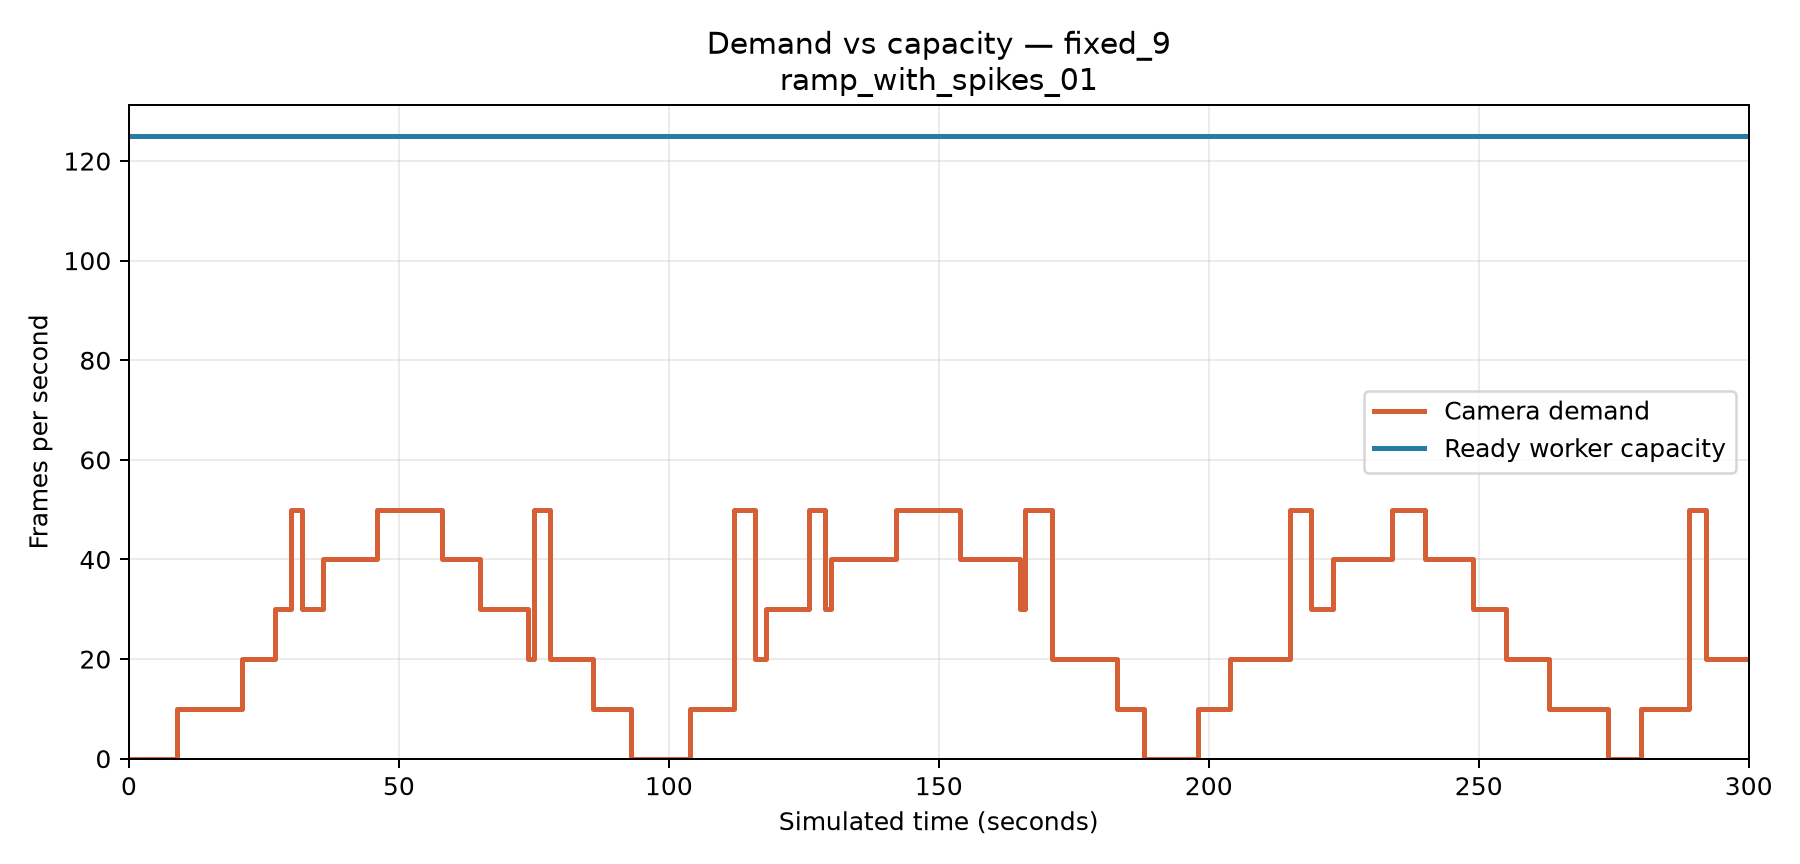 Demand vs capacity — fixed_9
ramp_with_spikes_01
Frames per second
120
100
80
60
40
20
0
Camera demand
Ready worker capacity
0 50 100 150 200 250 300
Simulated time (seconds)